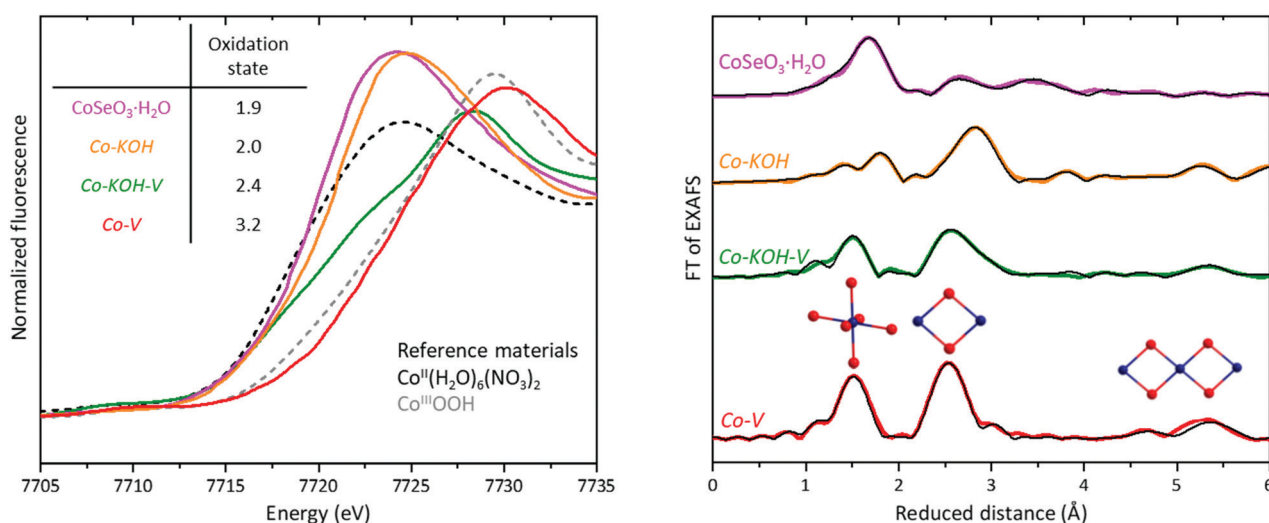 Oxidation
state
CoSeO₃·H₂O 1.9
Co-KOH 2.0
Co-KOH-V 2.4
Co-V 3.2
Reference materials
Coᴵᴵ(H₂O)₆(NO₃)₂
CoᴵᴵᴵOOH
Normalized fluorescence
7705 7710 7715 7720 7725 7730 7735
Energy (eV)
CoSeO₃·H₂O
Co-KOH
Co-KOH-V
Co-V
FT of EXAFS
0 1 2 3 4 5 6
Reduced distance (Å)